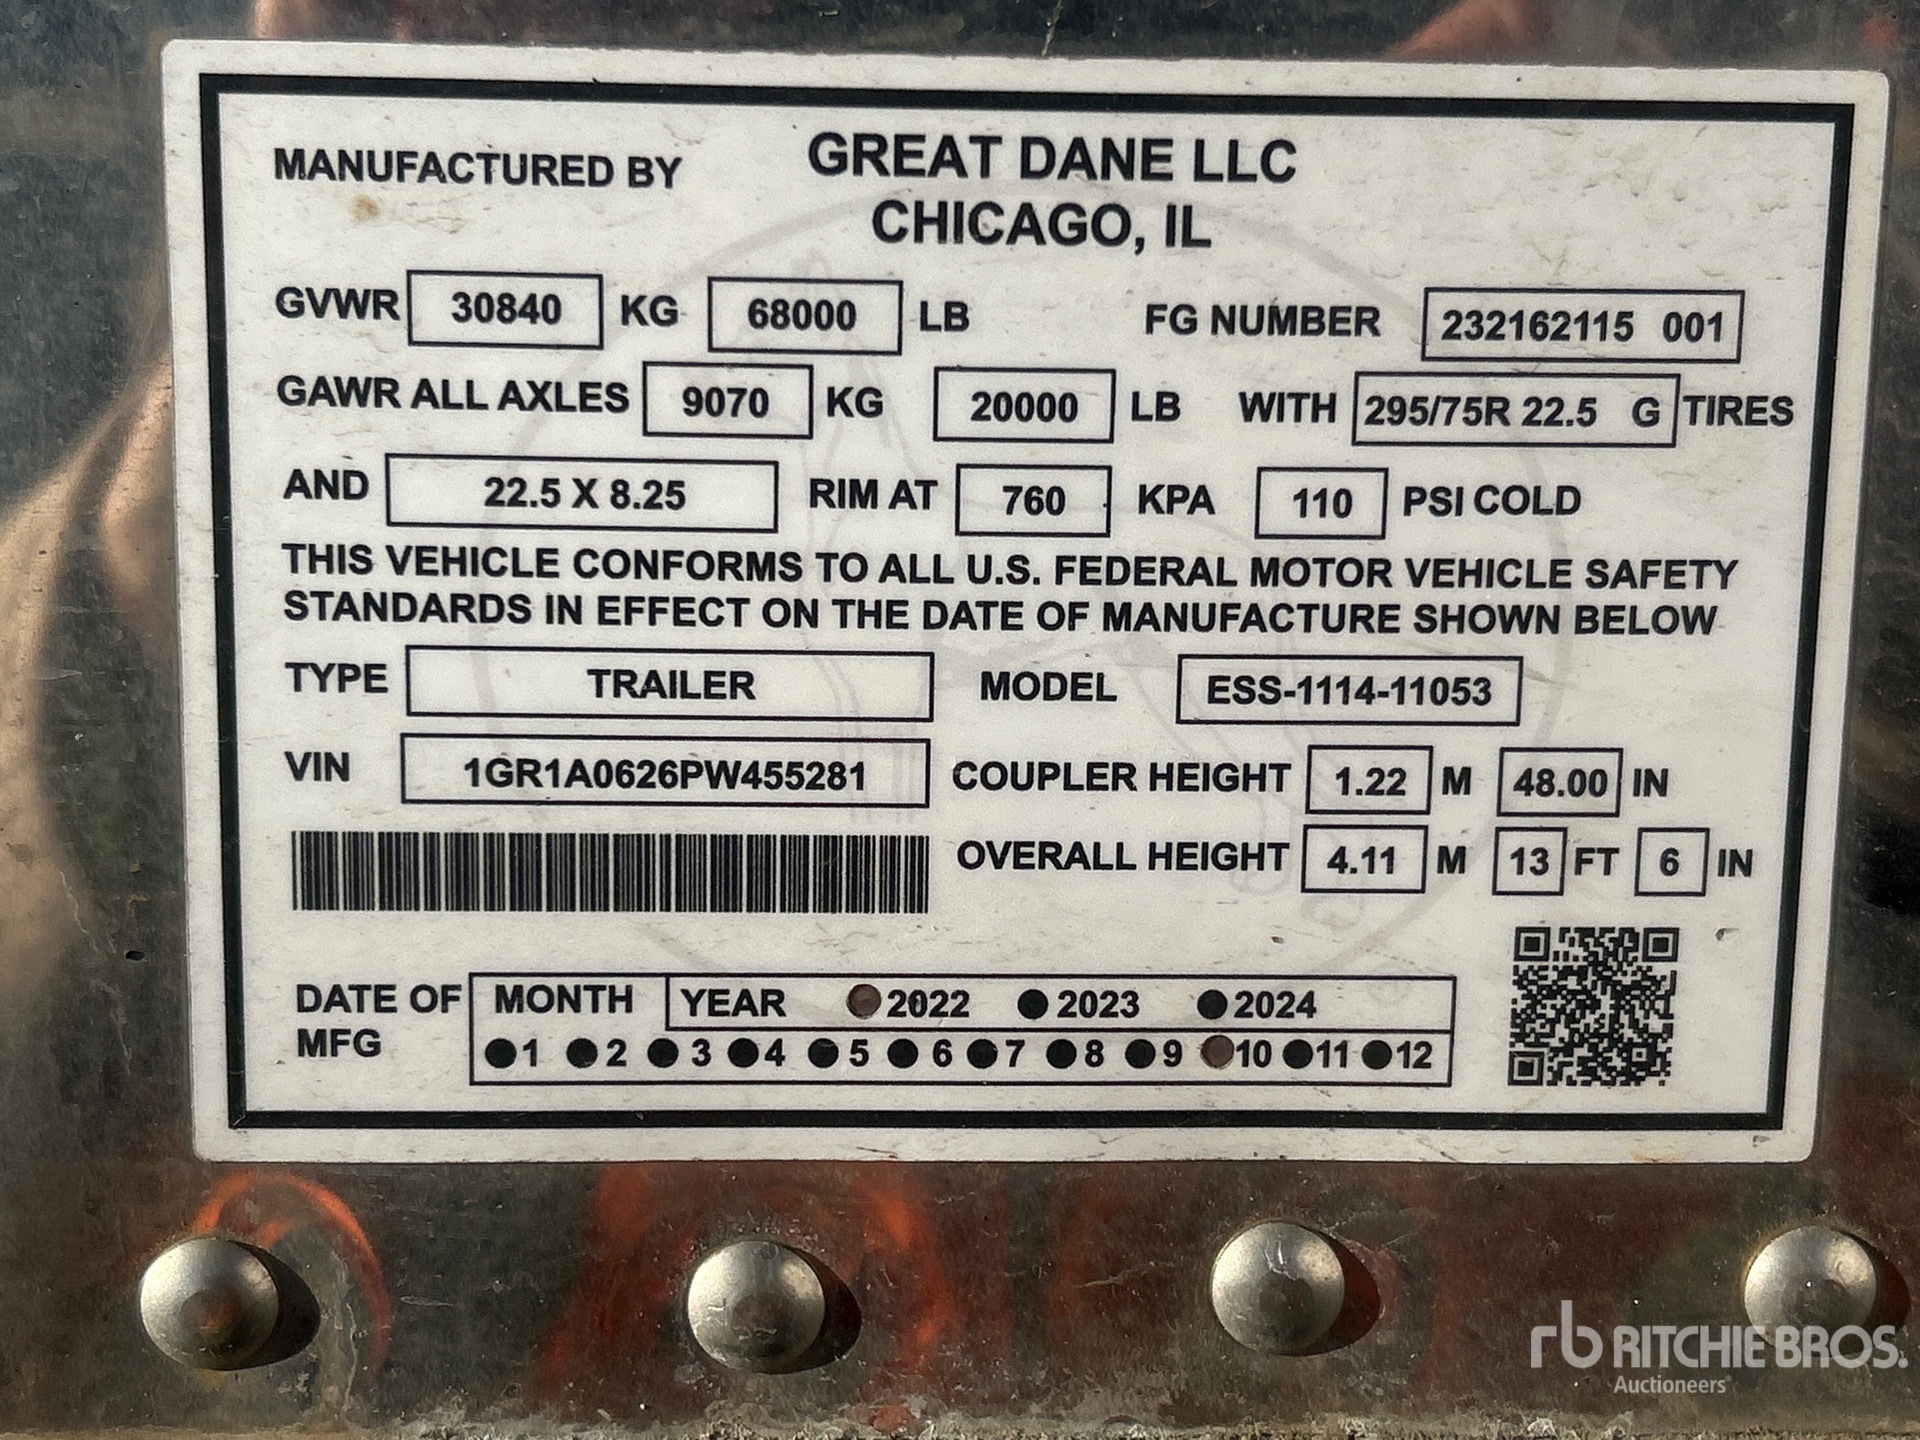 MANUFACTURED BY GREAT DANE LLC
CHICAGO, IL
GVWR 30840 KG 68000 LB FG NUMBER 232162115 001
GAWR ALL AXLES 9070 KG 20000 LB WITH 295/75R 22.5 G TIRES
AND 22.5 X 8.25 RIM AT 760 KPA 110 PSI COLD
THIS VEHICLE CONFORMS TO ALL U.S. FEDERAL MOTOR VEHICLE SAFETY
STANDARDS IN EFFECT ON THE DATE OF MANUFACTURE SHOWN BELOW
TYPE TRAILER MODEL ESS-1114-11053
VIN 1GR1A0626PW455281 COUPLER HEIGHT 1.22 M 48.00 IN
OVERALL HEIGHT 4.11 M 13 FT 6 IN
DATE OF MFG MONTH YEAR 2022 2023 2024
1 2 3 4 5 6 7 8 9 10 11 12
rb RITCHIE BROS.
Auctioneers